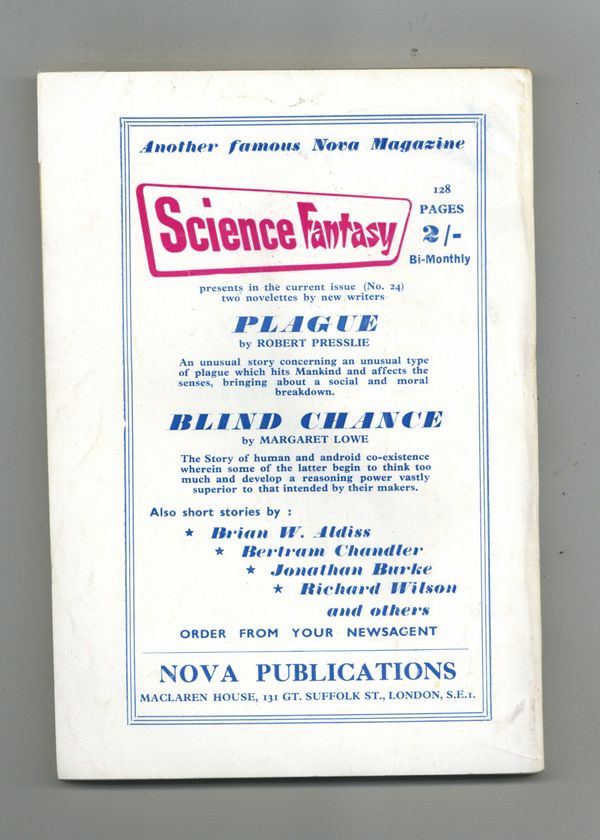 Another famous Nova Magazine
Science Fantasy
128
PAGES
2/-
Bi-Monthly
presents in the current issue (No. 24)
two novelettes by new writers
PLAGUE
by ROBERT PRESSLIE
An unusual story concerning an unusual type
of plague which hits Mankind and affects the
senses, bringing about a social and moral
breakdown.
BLIND CHANCE
by MARGARET LOWE
The Story of human and android co-existence
wherein some of the latter begin to think too
much and develop a reasoning power vastly
superior to that intended by their makers.
Also short stories by :
★ Brian W. Aldiss
★ Bertram Chandler
★ Jonathan Burke
★ Richard Wilson
and others
ORDER FROM YOUR NEWSAGENT
NOVA PUBLICATIONS
MACLAREN HOUSE, 131 GT. SUFFOLK ST., LONDON, S.E.1.